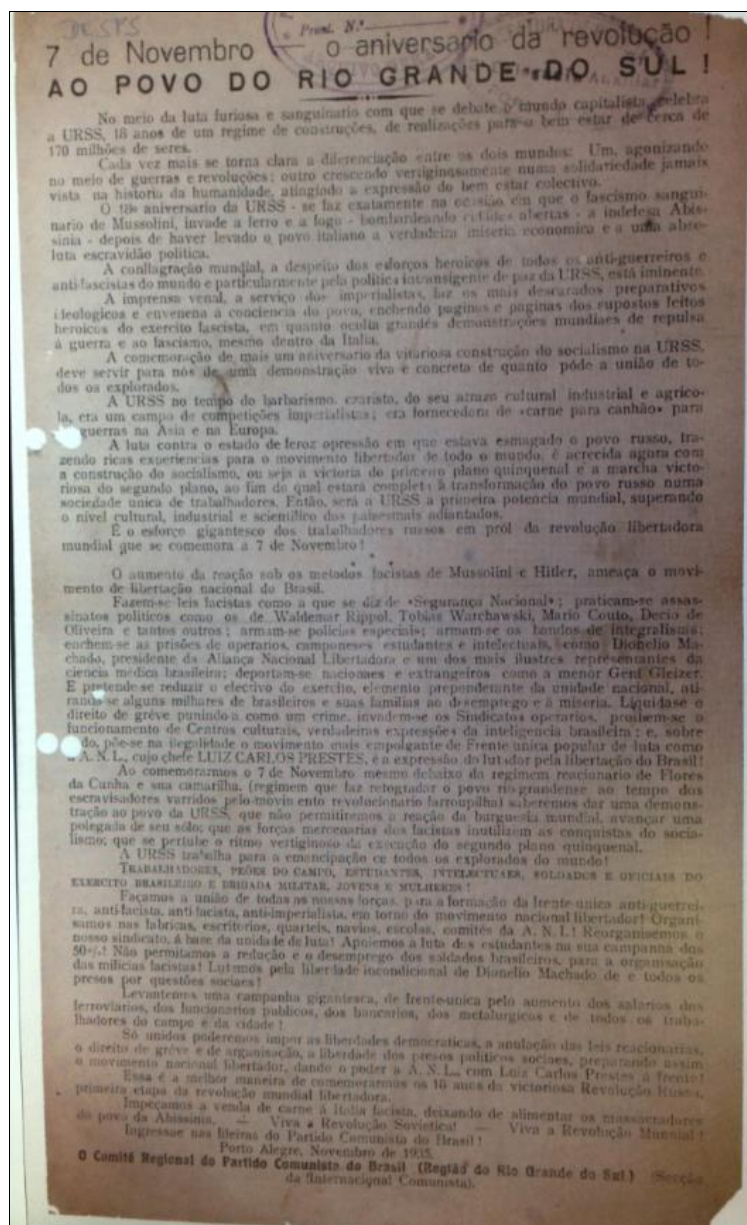 DESPS
Pront. N.º
7 de Novembro — o aniversario da revolução !
AO POVO DO RIO GRANDE DO SUL !
No meio da luta furiosa e sanguinario com que se debate o mundo capitalista, celebra
a URSS, 18 anos de um regime de construções, de realizações para o bem estar de cerca de
170 milhões de seres.
Cada vez mais se torna clara a diferenciação entre os dois mundos: Um, agonizando
no meio de guerras e revoluções; outro crescendo vertiginosamente numa solidariedade jamais
vista na historia da humanidade, atingindo a expressão do bem estar colectivo.
O 18º aniversario da URSS - se faz exatamente na ocasião em que o fascismo sangui-
nario de Mussolini, invade a ferro e a fogo - bombardeando cidades abertas - a indefesa Abis-
sinia - depois de haver levado o povo italiano a verdadeira miseria economica e a uma abso-
luta escravidão politica.
A conflagração mundial, a despeito dos esforços heroicos de todos os anti-guerreiros e
anti-fascistas do mundo e particularmente pela politica intransigente de paz da URSS, está iminente.
A imprensa venal, a serviço dos imperialistas, faz os mais descarados preparativos
ideologicos e envenena a conciencia do povo, enchendo paginas e paginas dos supostos feitos
heroicos do exercito fascista, em quanto oculta grandes demonstrações mundiaes de repulsa
á guerra e ao fascismo, mesmo dentro da Italia.
A comemoração de mais um aniversario da vitoriosa construção do socialismo na URSS,
deve servir para nós de uma demonstração viva e concreta de quanto póde a união de to-
dos os explorados.
A URSS no tempo do barbarismo czarista, do seu atrazo cultural industrial e agrico-
la, era um campo de competições imperialistas; era fornecedora de «carne para canhão» para
guerras na Asia e na Europa.
A luta contra o estado de feroz opressão em que estava esmagado o povo russo, tra-
zendo ricas experiencias para o movimento libertador de todo o mundo, é acrecida agora com
a construção do socialismo, ou seja a victoria do primeiro plano quinquenal e a marcha victo-
riosa do segundo plano, ao fim do qual estará completa à transformação do povo russo numa
sociedade unica de trabalhadores. Então, será a URSS a primeira potencia mundial, superando
o nivel cultural, industrial e scientifico dos paisesmais adiantados.
É o esforço gigantesco dos trabalhadores russos em pról da revolução libertadora
mundial que se comemora a 7 de Novembro!
O aumento da reação sob os metodos facistas de Mussolini e Hitler, ameaça o movi-
mento de libertação nacional do Brasil.
Fazem-se leis facistas como a que se diz de «Segurança Nacional»; praticam-se assas-
sinatos politicos como os de Waldemar Rippol, Tobias Warchawski, Mario Couto, Decio de
Oliveira e tantos outros; armam-se policias especiais; armam-se os bandos de integralismo;
enchem-se as prisões de operarios, camponeses estudantes e intelectuais, como Dionelio Ma-
chado, presidente da Aliança Nacional Libertadora e um dos mais ilustres representantes da
ciencia médica brasileira; deportam-se nacionaes e extrangeiros como a menor Geni Gleizer.
E pretende-se reduzir o efectivo do exercito, elemento preponderante da unidade nacional, ati-
rando-se alguns milhares de brasileiros e suas familias ao desemprego e á miseria. Liquida-se o
direito de gréve punindo-a como um crime, invadem-se os Sindicatos operarios, proibem-se o
funcionamento de Centros culturais, verdadeiras expressões da inteligencia brasileira; e, sobre
tudo, põe-se na ilegalidade o movimento mais empolgante de Frente unica popular de luta como
a A. N. L., cujo chefe LUIZ CARLOS PRESTES, é a expressão do lutador pela libertação do Brasil!
Ao comemorarmos o 7 de Novembro mesmo debaixo da regimem reacionario de Flores
da Cunha e sua camarilha, (regimem que faz retogradar o povo riograndense ao tempo dos
escravisadores varridos pelo movimento revolucionario farroupilha) saberemos dar uma demons-
tração ao povo da URSS, que não permitiremos a reação da burguesia mundial, avançar uma
polegada de seu sólo; que as forças mercenarias dos facistas inutilizem as conquistas do socia-
lismo; que se pertube o ritmo vertiginoso da execução do segundo plano quinquenal.
A URSS trabalha para a emancipação de todos os explorados do mundo!
TRABALHADORES, PEÕES DO CAMPO, ESTUDANTES, INTELECTUAES, SOLDADOS E OFICIAIS DO
EXERCITO BRASILEIRO E BRIGADA MILITAR, JOVENS E MULHERES!
Façamos a união de todas as nossas forças, para a formação da frente unica anti-guerrei-
ra, anti-facista, anti facista, anti-imperialista, em torno do movimento nacional libertador! Organi-
samos nas fabricas, escritorios, quarteis, navios, escolas, comités da A. N. L.! Reorganisemos o
nosso sindicato, á base da unidade de luta! Apoiemos a luta dos estudantes na sua campanha dos
50%! Não permitamos a redução e o desemprego dos soldados brasileiros, para a organisação
das milicias facistas! Lutemos pela liberdade incondicional de Dionelio Machado de e todos os
presos por questões sociaes!
Levantemos uma campanha gigantesca, de frente-unica pelo aumento dos salarios dos
ferroviarios, dos funcionarios publicos, dos bancarios, dos metalurgicos e de todos os traba-
lhadores do campo e da cidade!
Só unidos poderemos impor as liberdades democraticas, a anulação das leis reacionarias,
o direito de gréve e de organisação, a liberdade dos presos politicos sociaes, preparando assim
o movimento nacional libertador, dando o poder a A. N. L., com Luiz Carlos Prestes á frente!
Essa é a melhor maneira de comemorarmos os 18 anos da victoriosa Revolução Russa,
primeira etapa da revolução mundial libertadora.
Impeçamos a venda de carne á Italia facista, deixando de alimentar os massacradores
do povo da Abissinia. — Viva a Revolução Sovietica! — Viva a Revolução Mundial!
Ingressae nas fileiras do Partido Comunista do Brasil!
Porto Alegre, Novembro de 1935.
O Comité Regional do Partido Comunista do Brasil (Região do Rio Grande do Sul) (Secção
da Internacional Comunista).